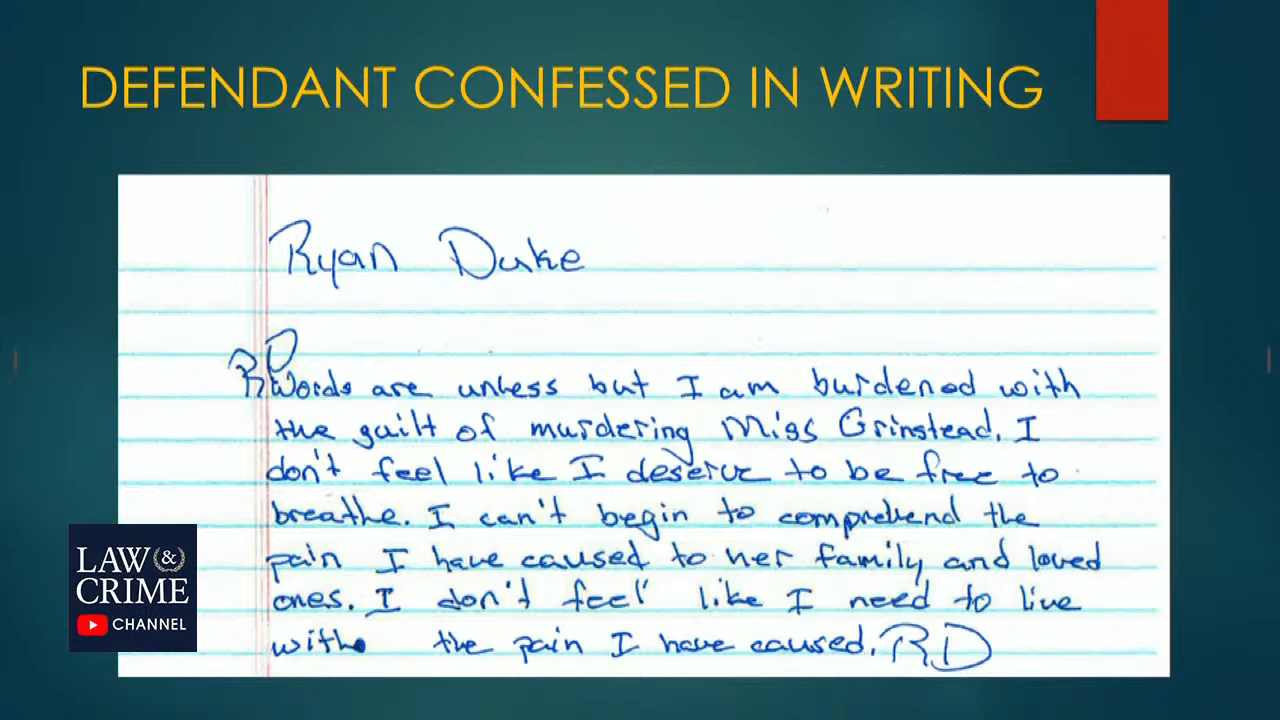 DEFENDANT CONFESSED IN WRITING
Ryan Duke
RD
Words are unless but I am burdened with
the guilt of murdering Miss Grinstead. I
don't feel like I deserve to be free to
breathe. I can't begin to comprehend the
pain I have caused to her family and loved
ones. I don't feel like I need to live
with the pain I have caused. RD
LAW &
CRIME
CHANNEL